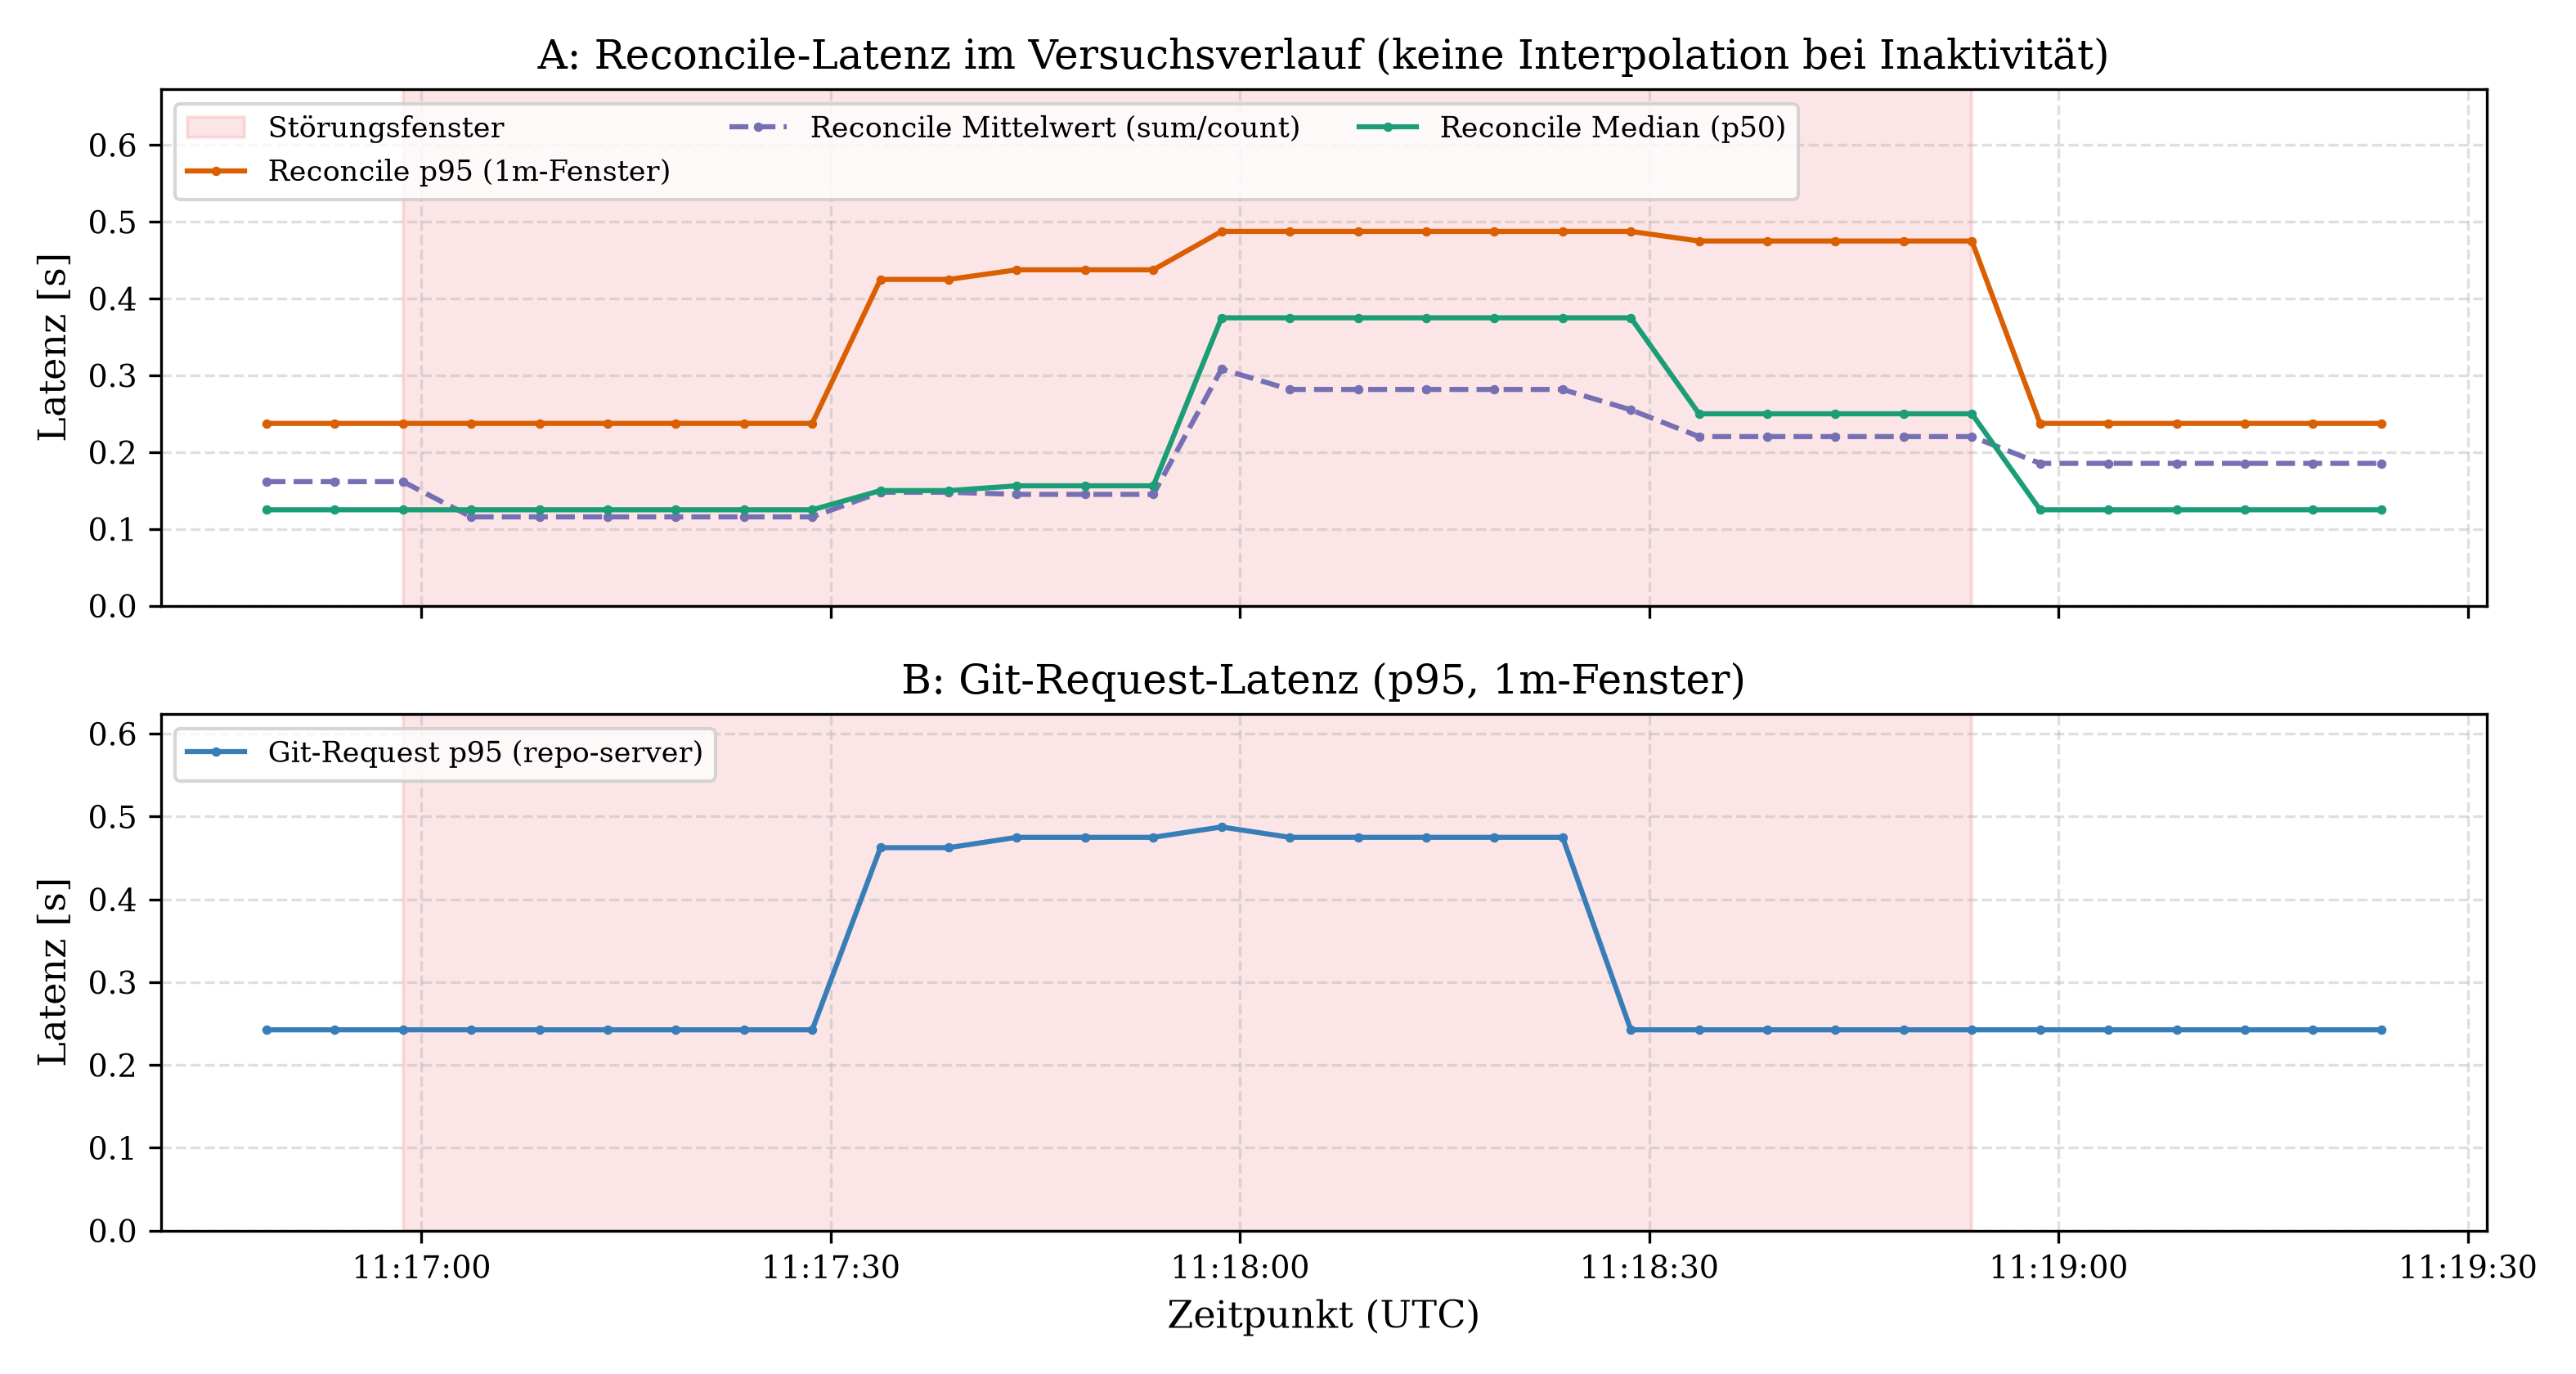 A: Reconcile-Latenz im Versuchsverlauf (keine Interpolation bei Inaktivität)
Störungsfenster
Reconcile p95 (1m-Fenster)
Reconcile Mittelwert (sum/count)
Reconcile Median (p50)
Latenz [s]
0.6
0.5
0.4
0.3
0.2
0.1
0.0
B: Git-Request-Latenz (p95, 1m-Fenster)
Git-Request p95 (repo-server)
Latenz [s]
0.6
0.5
0.4
0.3
0.2
0.1
0.0
11:17:00 11:17:30 11:18:00 11:18:30 11:19:00 11:19:30
Zeitpunkt (UTC)